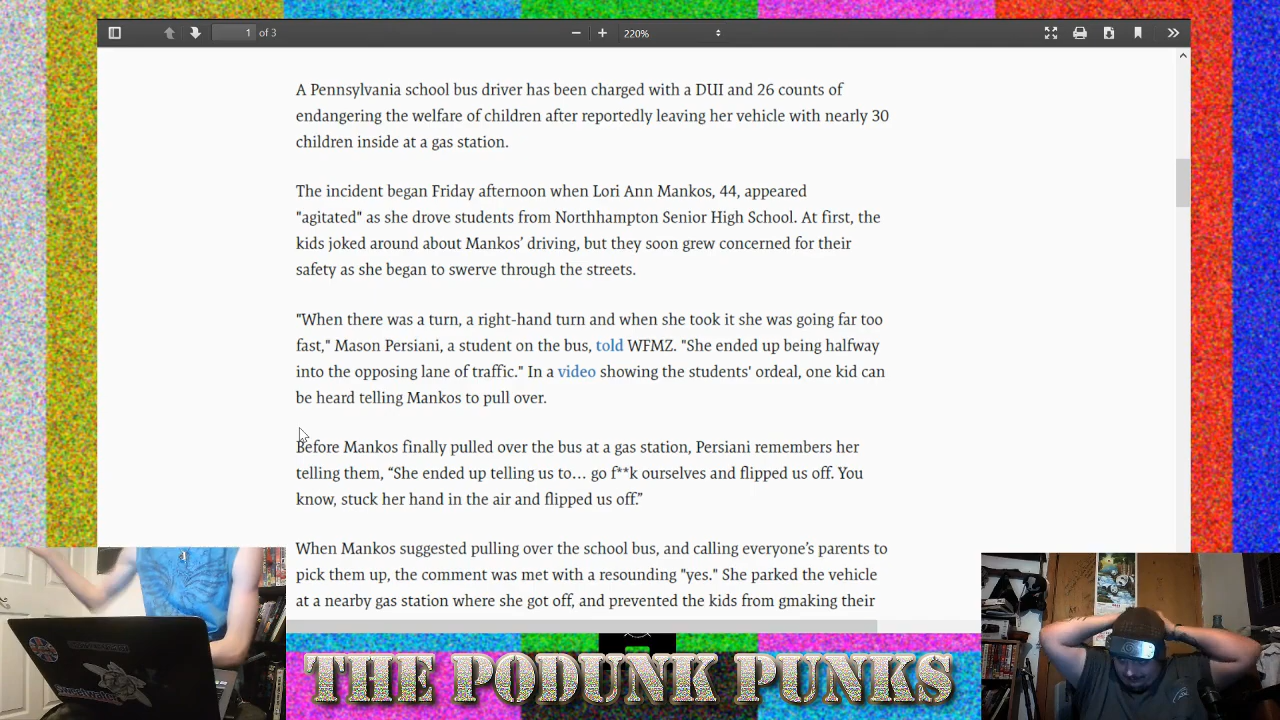 1 of 3
220%
A Pennsylvania school bus driver has been charged with a DUI and 26 counts of
endangering the welfare of children after reportedly leaving her vehicle with nearly 30
children inside at a gas station.
The incident began Friday afternoon when Lori Ann Mankos, 44, appeared
"agitated" as she drove students from Northhampton Senior High School. At first, the
kids joked around about Mankos’ driving, but they soon grew concerned for their
safety as she began to swerve through the streets.
"When there was a turn, a right-hand turn and when she took it she was going far too
fast," Mason Persiani, a student on the bus, told WFMZ. "She ended up being halfway
into the opposing lane of traffic." In a video showing the students' ordeal, one kid can
be heard telling Mankos to pull over.
Before Mankos finally pulled over the bus at a gas station, Persiani remembers her
telling them, “She ended up telling us to… go f**k ourselves and flipped us off. You
know, stuck her hand in the air and flipped us off.”
When Mankos suggested pulling over the school bus, and calling everyone’s parents to
pick them up, the comment was met with a resounding "yes." She parked the vehicle
at a nearby gas station where she got off, and prevented the kids from gmaking their
THE PODUNK PUNKS